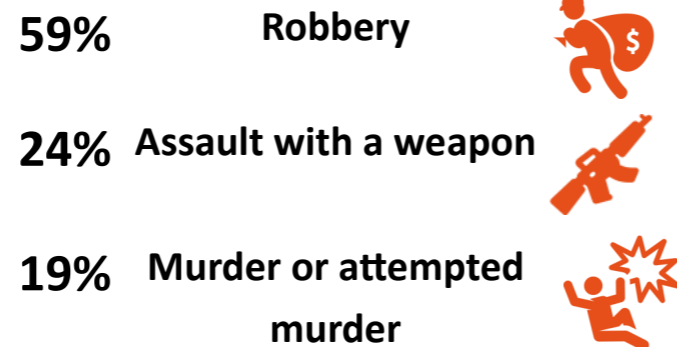 59% Robbery
$
24% Assault with a weapon
19% Murder or attempted
murder